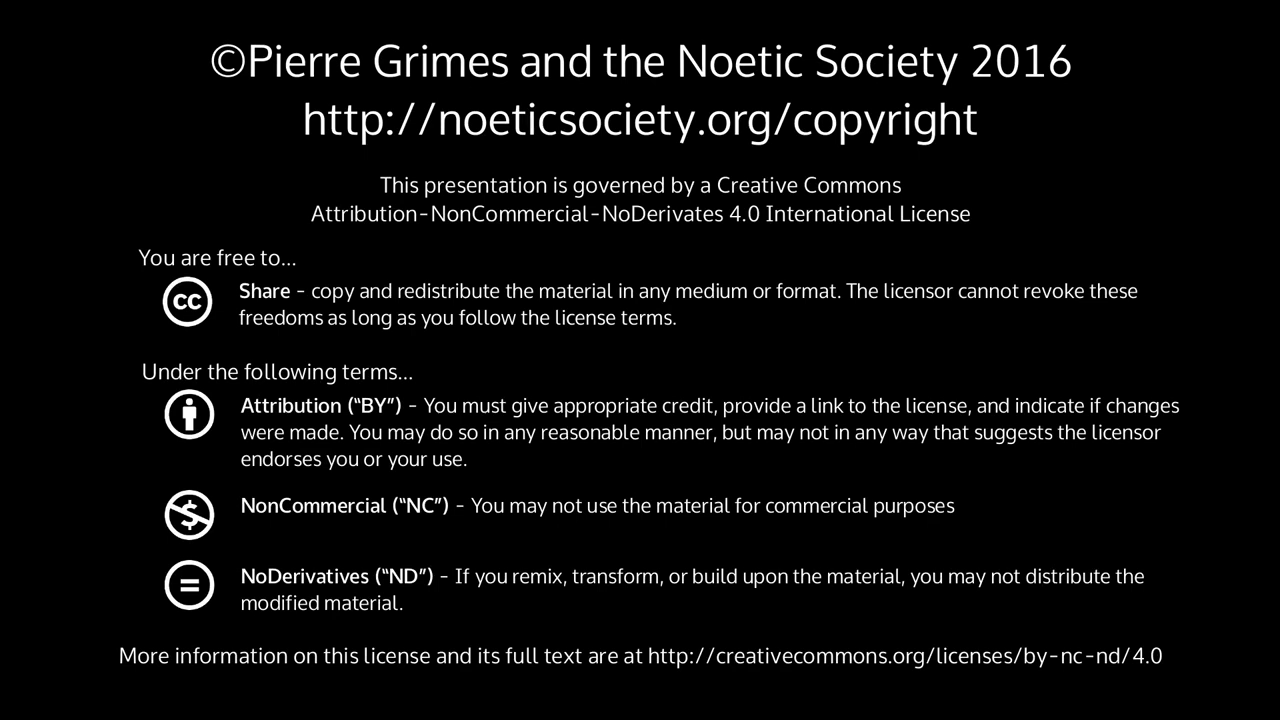 ©Pierre Grimes and the Noetic Society 2016
http://noeticsociety.org/copyright
This presentation is governed by a Creative Commons
Attribution-NonCommercial-NoDerivates 4.0 International License
You are free to...
cc
Share - copy and redistribute the material in any medium or format. The licensor cannot revoke these
freedoms as long as you follow the license terms.
Under the following terms...
Attribution (“BY”) - You must give appropriate credit, provide a link to the license, and indicate if changes
were made. You may do so in any reasonable manner, but may not in any way that suggests the licensor
endorses you or your use.
NonCommercial (“NC”) - You may not use the material for commercial purposes
NoDerivatives (“ND”) - If you remix, transform, or build upon the material, you may not distribute the
modified material.
More information on this license and its full text are at http://creativecommons.org/licenses/by-nc-nd/4.0